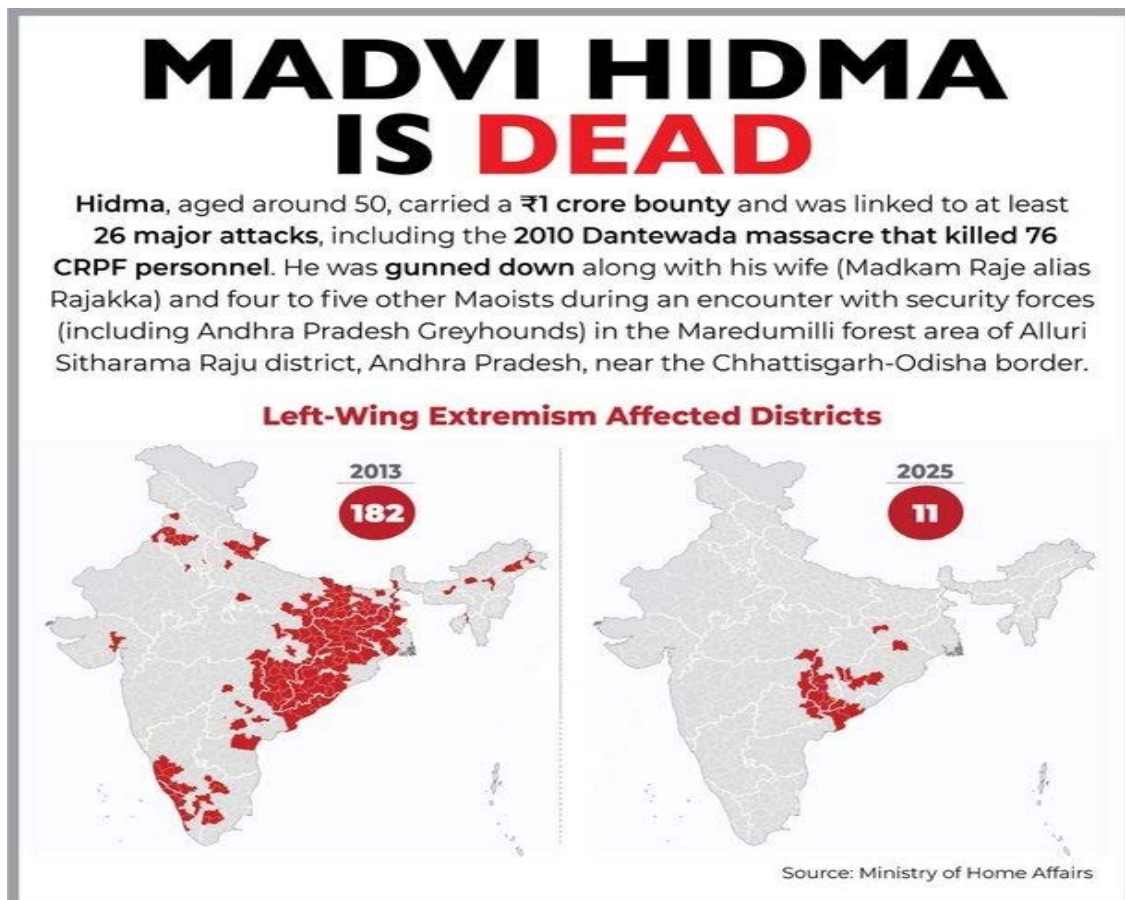 MADVI HIDMA
IS DEAD
Hidma, aged around 50, carried a ₹1 crore bounty and was linked to at least
26 major attacks, including the 2010 Dantewada massacre that killed 76
CRPF personnel. He was gunned down along with his wife (Madkam Raje alias
Rajakka) and four to five other Maoists during an encounter with security forces
(including Andhra Pradesh Greyhounds) in the Maredumilli forest area of Alluri
Sitharama Raju district, Andhra Pradesh, near the Chhattisgarh-Odisha border.
Left-Wing Extremism Affected Districts
2013
182
2025
11
Source: Ministry of Home Affairs